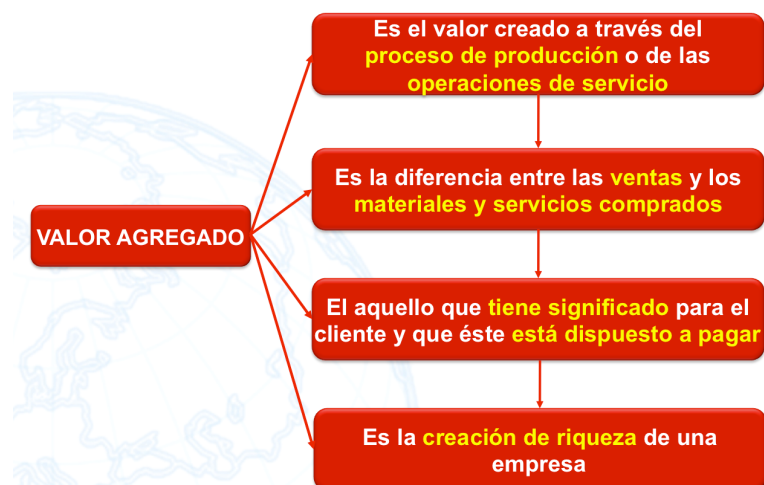 Es el valor creado a través del
proceso de producción o de las
operaciones de servicio
Es la diferencia entre las ventas y los
materiales y servicios comprados
VALOR AGREGADO
El aquello que tiene significado para el
cliente y que éste está dispuesto a pagar
Es la creación de riqueza de una
empresa